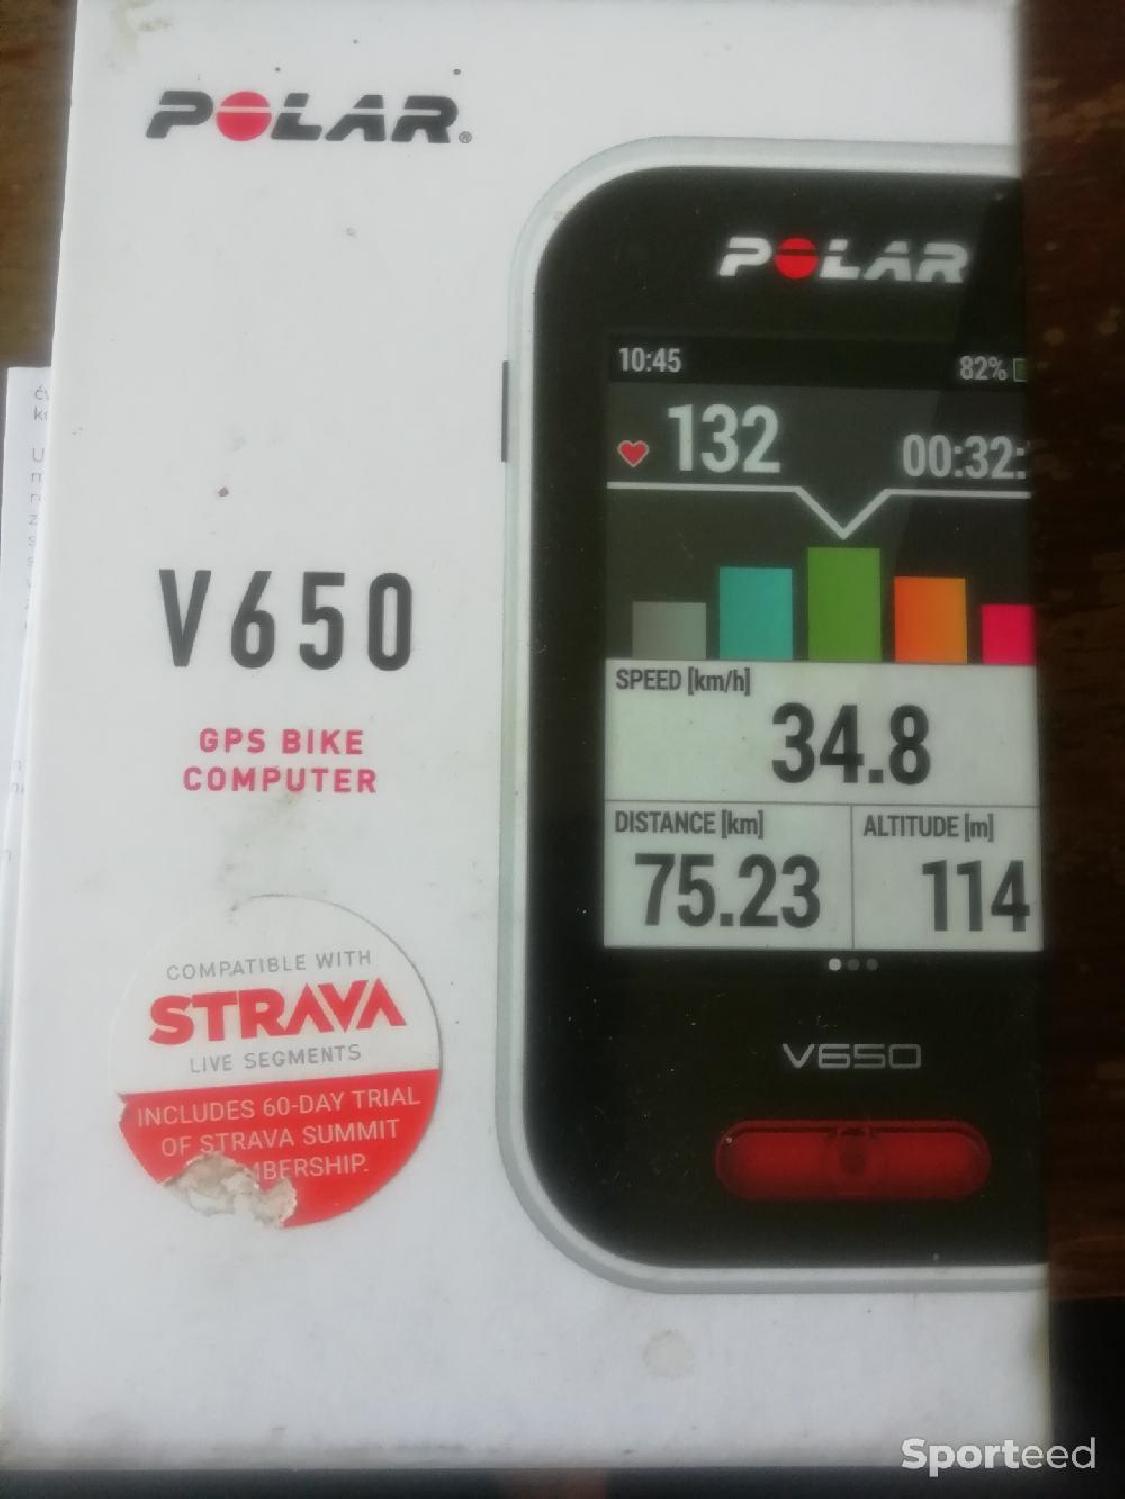 POLAR®
POLAR
10:45 82%
132 00:32:
V650
GPS BIKE
COMPUTER
SPEED [km/h]
34.8
DISTANCE [km] ALTITUDE [m]
75.23 114
V650
COMPATIBLE WITH
STRAVA
LIVE SEGMENTS
INCLUDES 60-DAY TRIAL
OF STRAVA SUMMIT
MBERSHIP.
Sporteed